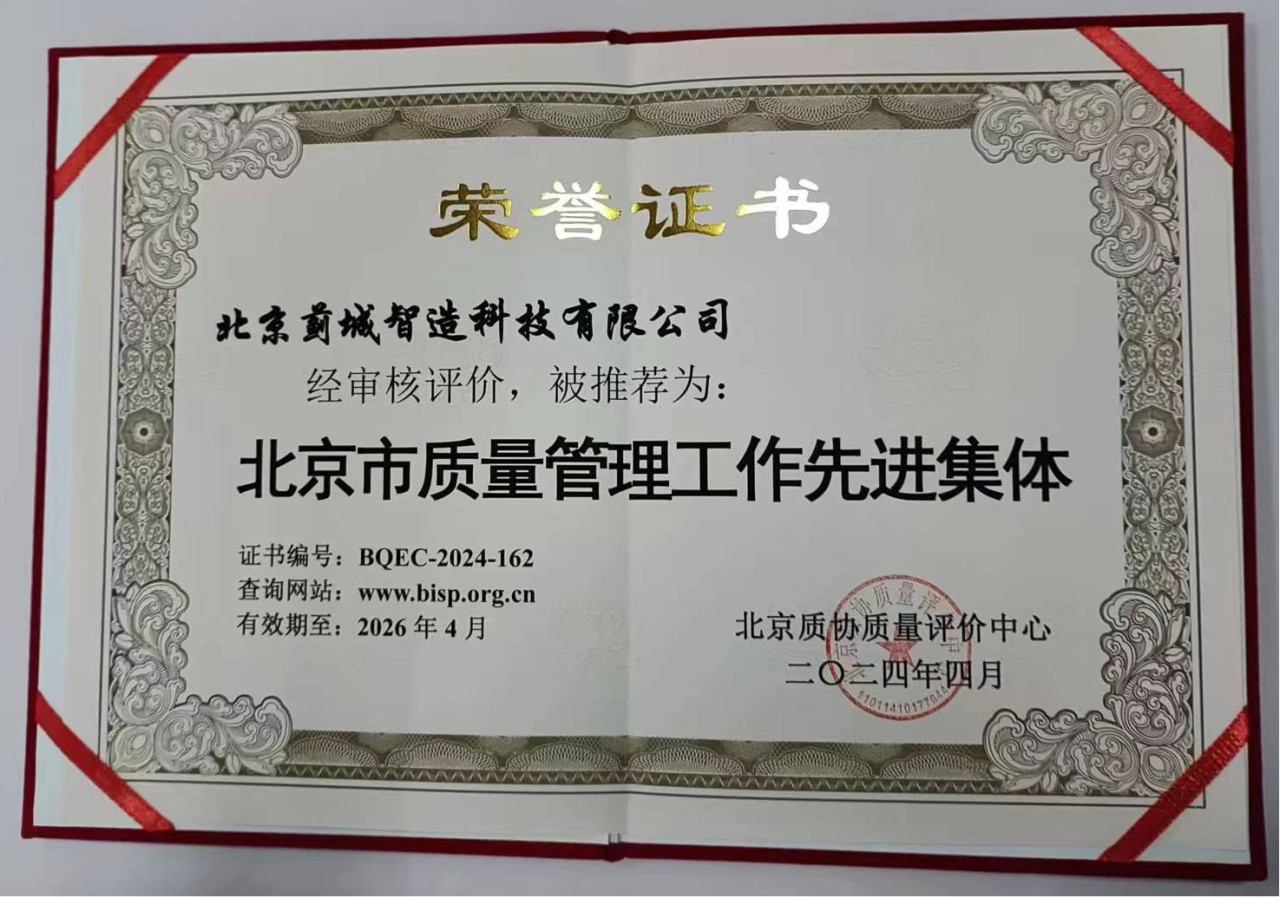 荣誉证书
北京蓟城智造科技有限公司
经审核评价，被推荐为：
北京市质量管理工作先进集体
证书编号：BQEC-2024-162
查询网站：www.bisp.org.cn
有效期至：2026年4月
北京质协质量评价中心
二〇二四年四月